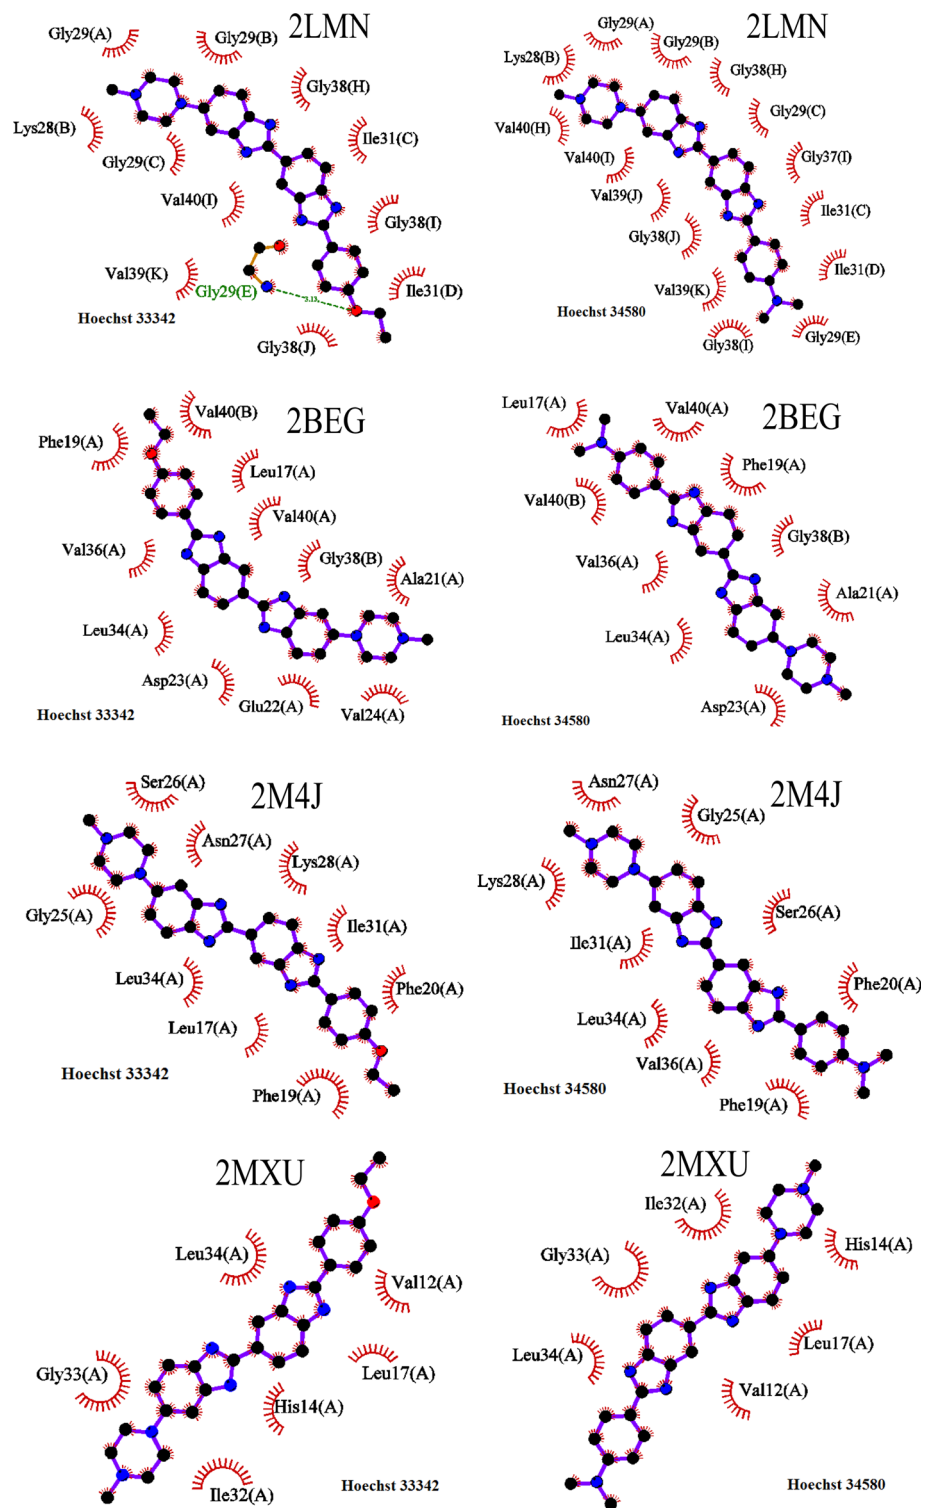 2LMN
Gly29(A)
Gly29(B)
Gly38(H)
Lys28(B)
Ile31(C)
Gly29(C)
Val40(I)
Gly38(I)
Val39(K)
Gly29(E)
3.13
Ile31(D)
Gly38(J)
Hoechst 33342
2LMN
Gly29(A)
Gly29(B)
Lys28(B)
Gly38(H)
Gly29(C)
Val40(H)
Val40(I)
Gly37(I)
Val39(J)
Ile31(C)
Gly38(J)
Ile31(D)
Val39(K)
Gly38(I)
Gly29(E)
Hoechst 34580
2BEG
Val40(B)
Phe19(A)
Leu17(A)
Val40(A)
Val36(A)
Gly38(B)
Ala21(A)
Leu34(A)
Asp23(A)
Glu22(A)
Val24(A)
Hoechst 33342
2BEG
Leu17(A)
Val40(A)
Phe19(A)
Val40(B)
Gly38(B)
Val36(A)
Ala21(A)
Leu34(A)
Asp23(A)
Hoechst 34580
2M4J
Ser26(A)
Asn27(A)
Lys28(A)
Gly25(A)
Ile31(A)
Leu34(A)
Phe20(A)
Leu17(A)
Phe19(A)
Hoechst 33342
2M4J
Asn27(A)
Gly25(A)
Lys28(A)
Ser26(A)
Ile31(A)
Phe20(A)
Leu34(A)
Val36(A)
Phe19(A)
Hoechst 34580
2MXU
Leu34(A)
Val12(A)
Gly33(A)
Leu17(A)
His14(A)
Ile32(A)
Hoechst 33342
2MXU
Ile32(A)
His14(A)
Gly33(A)
Leu17(A)
Leu34(A)
Val12(A)
Hoechst 34580